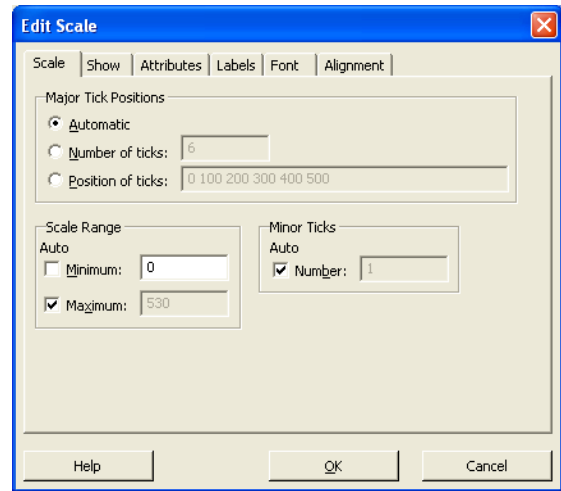 Edit Scale
Scale Show Attributes Labels Font Alignment
Major Tick Positions
Automatic
Number of ticks: 6
Position of ticks: 0 100 200 300 400 500
Scale Range
Auto
Minimum: 0
Maximum: 530
Minor Ticks
Auto
Number: 1
Help OK Cancel